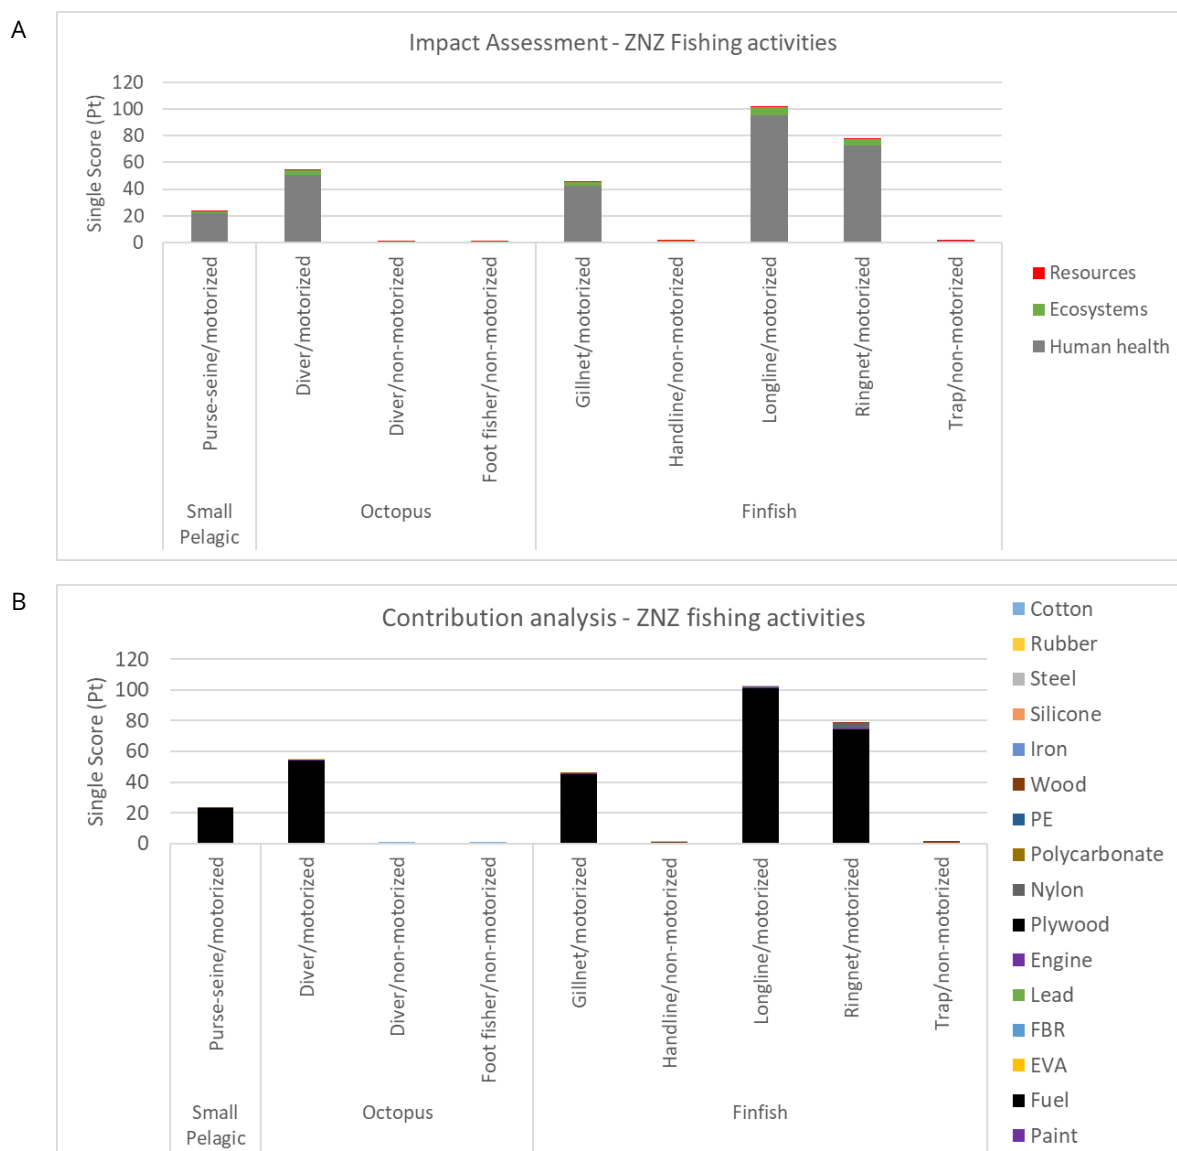 A
Impact Assessment - ZNZ Fishing activities
Single Score (Pt)
120
100
80
60
40
20
0
Purse-seine/motorized
Diver/motorized
Diver/non-motorized
Foot fisher/non-motorized
Gillnet/motorized
Handline/non-motorized
Longline/motorized
Ringnet/motorized
Trap/non-motorized
Small
Pelagic
Octopus
Finfish
Resources
Ecosystems
Human health
B
Contribution analysis - ZNZ fishing activities
Single Score (Pt)
120
100
80
60
40
20
0
Purse-seine/motorized
Diver/motorized
Diver/non-motorized
Foot fisher/non-motorized
Gillnet/motorized
Handline/non-motorized
Longline/motorized
Ringnet/motorized
Trap/non-motorized
Small
Pelagic
Octopus
Finfish
Cotton
Rubber
Steel
Silicone
Iron
Wood
PE
Polycarbonate
Nylon
Plywood
Engine
Lead
FBR
EVA
Fuel
Paint